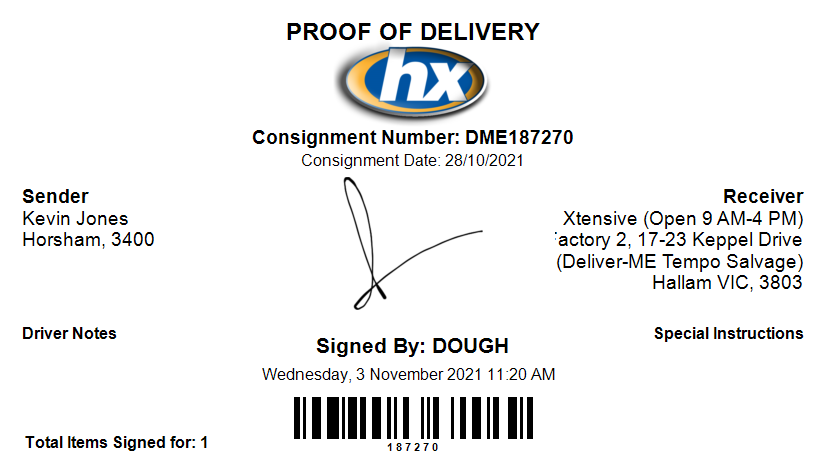 PROOF OF DELIVERY
hx
Consignment Number: DME187270
Consignment Date: 28/10/2021
Sender
Kevin Jones
Horsham, 3400
Receiver
Xtensive (Open 9 AM-4 PM)
Factory 2, 17-23 Keppel Drive
(Deliver-ME Tempo Salvage)
Hallam VIC, 3803
Driver Notes
Special Instructions
Signed By: DOUGH
Wednesday, 3 November 2021 11:20 AM
187270
Total Items Signed for: 1